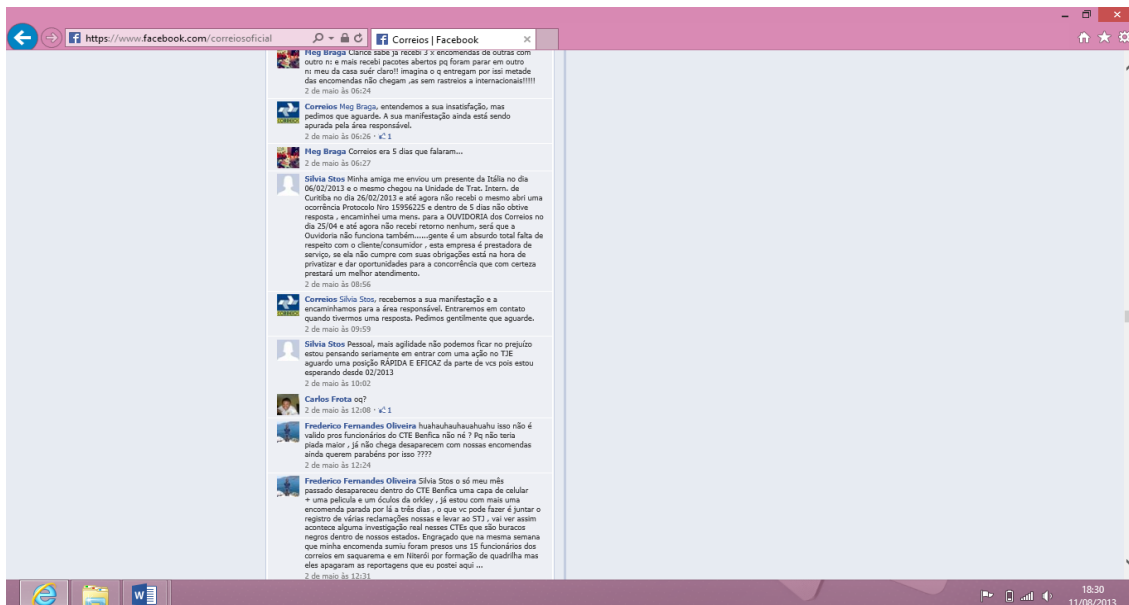 https://www.facebook.com/correiosoficial
Correios | Facebook
Meg Braga Clarice sabe ja recebi 3 x encomendas de outras com
outro n: e mais recebi pacotes abertos pq foram parar em outro
n: meu da casa suér claro!! imagina o q entregam por issi metade
das encomendas não chegam ,as sem rastreios a internacionais!!!!!
2 de maio às 06:24
Correios Meg Braga, entendemos a sua insatisfação, mas
pedimos que aguarde. A sua manifestação ainda está sendo
apurada pela área responsável.
2 de maio às 06:26 · 1
Meg Braga Correios era 5 dias que falaram...
2 de maio às 06:27
Silvia Stos Minha amiga me enviou um presente da Itália no dia
06/02/2013 e o mesmo chegou na Unidade de Trat. Intern. de
Curitiba no dia 26/02/2013 e até agora não recebi o mesmo abri uma
ocorrência Protocolo Nro 15956225 e dentro de 5 dias não obtive
resposta , encaminhei uma mens. para a OUVIDORIA dos Correios no
dia 25/04 e até agora não recebi retorno nenhum, será que a
Ouvidoria não funciona também......gente é um absurdo total falta de
respeito com o cliente/consumidor , esta empresa é prestadora de
serviço, se ela não cumpre com suas obrigações está na hora de
privatizar e dar oportunidades para a concorrência que com certeza
prestará um melhor atendimento.
2 de maio às 08:56
CORREIOS
Correios Silvia Stos, recebemos a sua manifestação e a
encaminhamos para a área responsável. Entraremos em contato
quando tivermos uma resposta. Pedimos gentilmente que aguarde.
2 de maio às 09:59
Silvia Stos Pessoal, mais agilidade não podemos ficar no prejuízo
estou pensando seriamente em entrar com uma ação no TJE
aguardo uma posição RÁPIDA E EFICAZ da parte de vcs pois estou
esperando desde 02/2013
2 de maio às 10:02
Carlos Frota oq?
2 de maio às 12:08 · 1
Frederico Fernandes Oliveira huahauhauhauahuahu isso não é
valido pros funcionários do CTE Benfica não né ? Pq não teria
piada maior , já não chega desaparecem com nossas encomendas
ainda querem parabéns por isso ????
2 de maio às 12:24
Frederico Fernandes Oliveira Silvia Stos o só meu mês
passado desapareceu dentro do CTE Benfica uma capa de celular
+ uma pelicula e um óculos da orkley , já estou com mais uma
encomenda parada por lá a três dias , o que vc pode fazer é juntar o
registro de várias reclamações nossas e levar ao STJ , vai ver assim
acontece alguma investigação real nesses CTEs que são buracos
negros dentro de nossos estados. Engraçado que na mesma semana
que minha encomenda sumiu foram presos uns 15 funcionários dos
correios em saquarema e em Niterói por formação de quadrilha mas
eles apagaram as reportagens que eu postei aqui ...
2 de maio às 12:31
18:30
11/08/2013